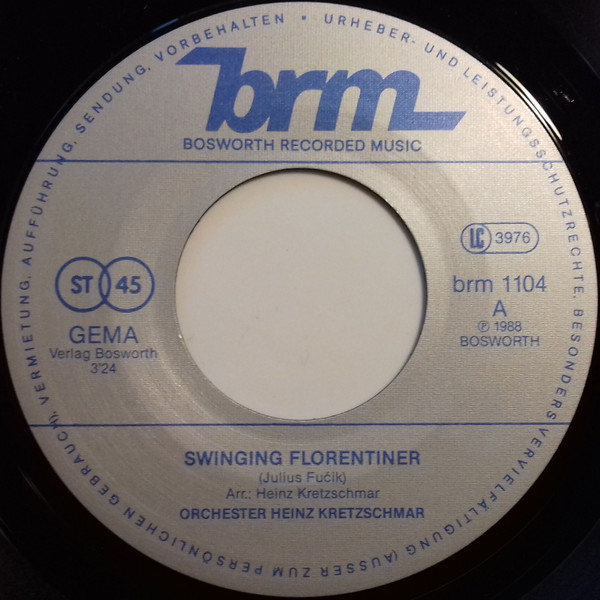 URHEBER- UND LEISTUNGSSCHUTZRECHTE, BESONDERS VERVIELFÄLTIGUNG (AUSSER ZUM PERSÖNLICHEN GEBRAUCH), VERMIETUNG, AUFFÜHRUNG, SENDUNG, VORBEHALTEN •
brm
BOSWORTH RECORDED MUSIC
LC 3976
ST 45
brm 1104
A
GEMA
℗ 1988
Verlag Bosworth
BOSWORTH
3'24
SWINGING FLORENTINER
(Julius Fučik)
Arr.: Heinz Kretzschmar
ORCHESTER HEINZ KRETZSCHMAR